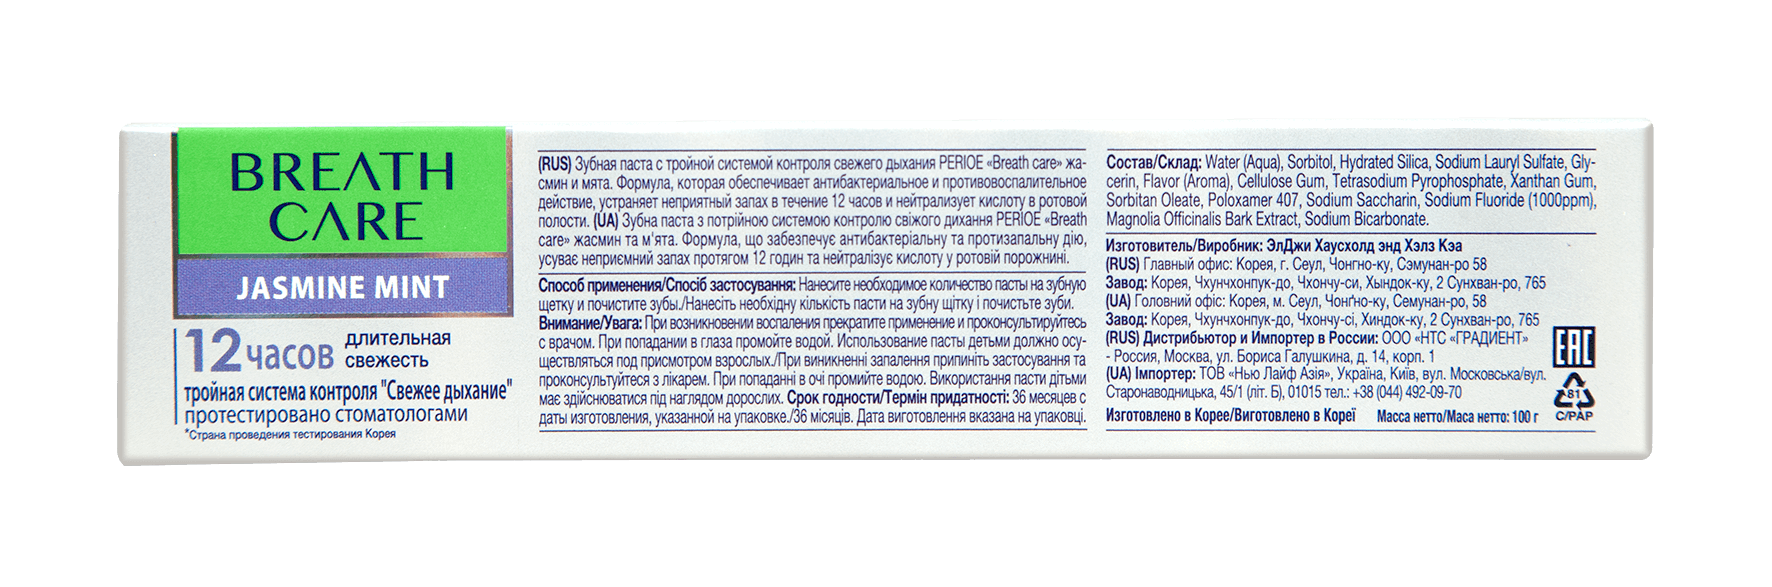 BREATH
CARE
JASMINE MINT
12 часов длительная
свежесть
тройная система контроля "Свежее дыхание"
протестировано стоматологами
*Страна проведения тестирования Корея
(RUS) Зубная паста с тройной системой контроля свежего дыхания PERIOE «Breath care» жа-
смин и мята. Формула, которая обеспечивает антибактериальное и противовоспалительное
действие, устраняет неприятный запах в течение 12 часов и нейтрализует кислоту в ротовой
полости. (UA) Зубна паста з потрійною системою контролю свіжого дихання PERIOE «Breath
care» жасмин та м'ята. Формула, що забезпечує антибактеріальну та протизапальну дію,
усуває неприємний запах протягом 12 годин та нейтралізує кислоту у ротовій порожнині.
Способ применения/Спосіб застосування: Нанесите необходимое количество пасты на зубную
щетку и почистите зубы./Нанесіть необхідну кількість пасти на зубну щітку і почистьте зуби.
Внимание/Увага: При возникновении воспаления прекратите применение и проконсультируйтесь
с врачом. При попадании в глаза промойте водой. Использование пасты детьми должно осу-
ществляться под присмотром взрослых./При виникненні запалення припиніть застосування та
проконсультуйтеся з лікарем. При попаданні в очі промийте водою. Використання пасти дітьми
має здійснюватися під наглядом дорослих. Срок годности/Термін придатності: 36 месяцев с
даты изготовления, указанной на упаковке./36 місяців. Дата виготовлення вказана на упаковці.
Состав/Склад: Water (Aqua), Sorbitol, Hydrated Silica, Sodium Lauryl Sulfate, Gly-
cerin, Flavor (Aroma), Cellulose Gum, Tetrasodium Pyrophosphate, Xanthan Gum,
Sorbitan Oleate, Poloxamer 407, Sodium Saccharin, Sodium Fluoride (1000ppm),
Magnolia Officinalis Bark Extract, Sodium Bicarbonate.
Изготовитель/Виробник: ЭлДжи Хаусхолд энд Хэлз Кэа
(RUS) Главный офис: Корея, г. Сеул, Чонгно-ку, Сэмунан-ро 58
Завод: Корея, Чхунчхонпук-до, Чхончу-си, Хындок-ку, 2 Сунхван-ро, 765
(UA) Головний офіс: Корея, м. Сеул, Чонґно-ку, Семунан-ро, 58
Завод: Корея, Чхунчхонпук-до, Чхончу-сі, Хиндок-ку, 2 Сунхван-ро, 765
(RUS) Дистрибьютор и Импортер в России: ООО «НТС «ГРАДИЕНТ»
- Россия, Москва, ул. Бориса Галушкина, д. 14, корп. 1
(UA) Імпортер: ТОВ «Нью Лайф Азія», Україна, Київ, вул. Московська/вул.
Старонаводницька, 45/1 (літ. Б), 01015 тел.: +38 (044) 492-09-70
Изготовлено в Корее/Виготовлено в Кореї Масса нетто/Маса нетто: 100 г
EAC
81
C/PAP